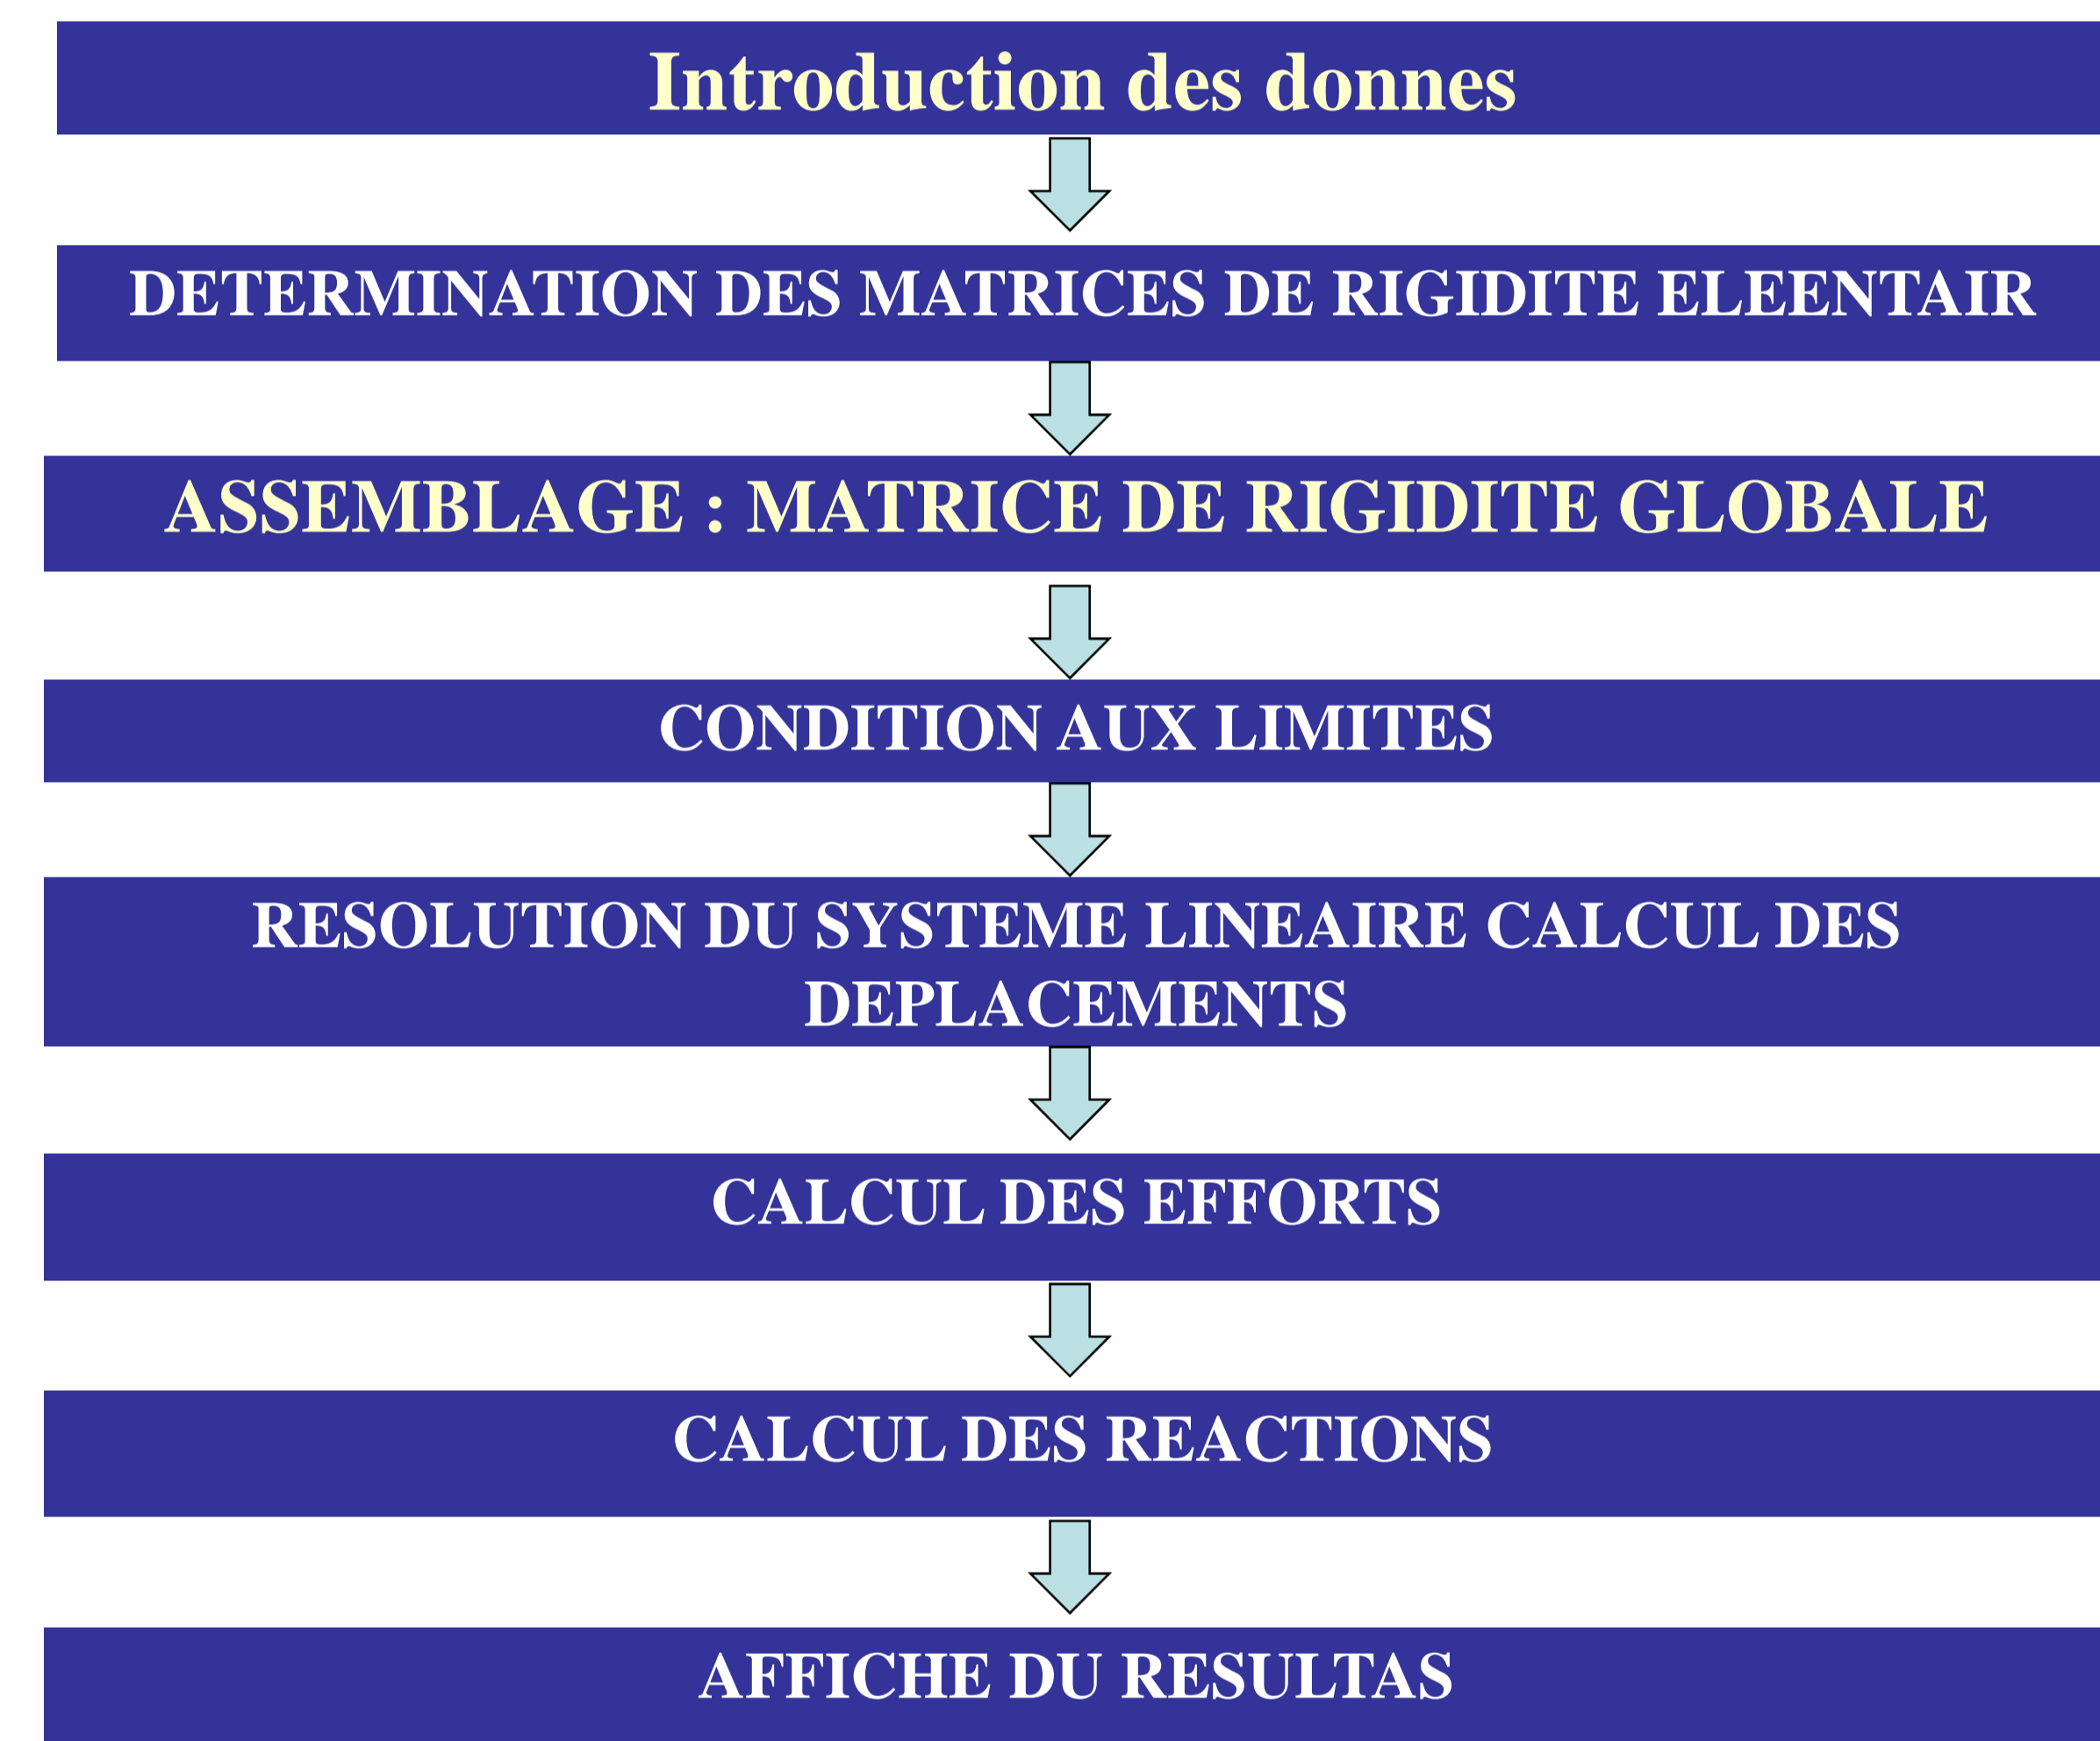 Introduction des donnes
DETERMINATION DES MATRICES DE RIGIDITE ELEEENTAIR
ASSEMBLAGE : MATRICE DE RIGIDITE GLOBALE
CONDITION AUX LIMITES
RESOLUTION DU SYSTEME LINEAIRE CALCUL DES
DEPLACEMENTS
CALCUL DES EFFORTS
CALCUL DES REACTIONS
AFFICHE DU RESULTAS